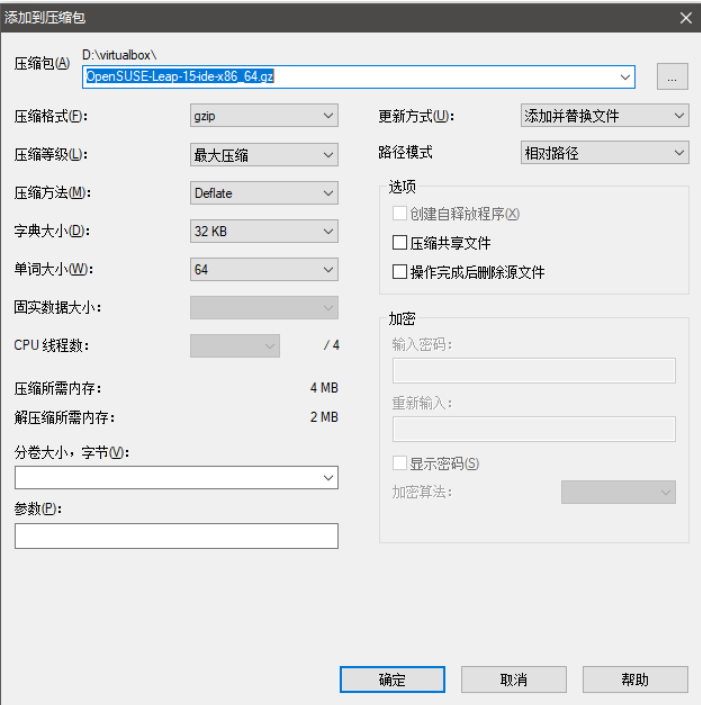 添加到压缩包
压缩包(A)
D:\virtualbox\
OpenSUSE-Leap-15-ide-x86_64.gz
...
压缩格式(F):
gzip
压缩等级(L):
最大压缩
压缩方法(M):
Deflate
字典大小(D):
32 KB
单词大小(W):
64
固实数据大小:
CPU 线程数:
/ 4
压缩所需内存:
4 MB
解压缩所需内存:
2 MB
分卷大小，字节(V):
参数(P):
更新方式(U):
添加并替换文件
路径模式
相对路径
选项
创建自释放程序(X)
压缩共享文件
操作完成后删除源文件
加密
输入密码:
重新输入:
显示密码(S)
加密算法:
确定
取消
帮助